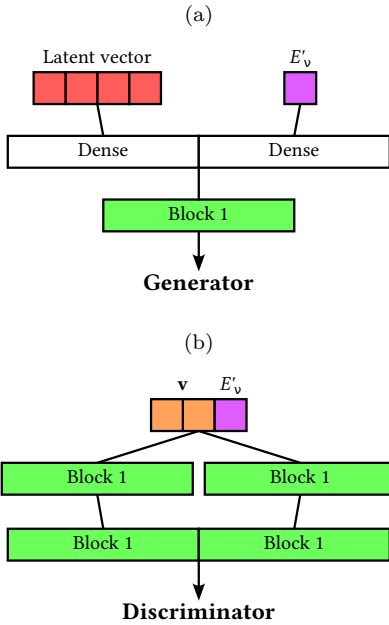 (a)
Latent vector E′ν
Dense Dense
Block 1
Generator
(b)
v E′ν
Block 1 Block 1
Block 1 Block 1
Discriminator